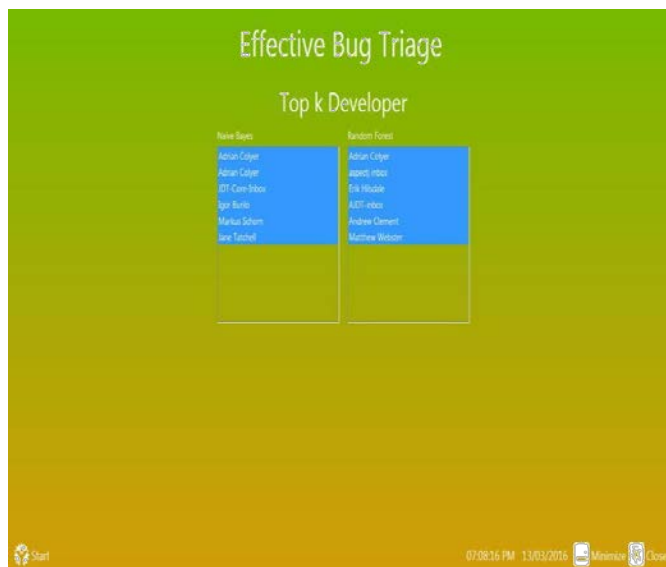 Effective Bug Triage
Top k Developer
Naive Bayes
Adrian Colyer
Adrian Colyer
JDT-Core-Inbox
Igor Bunlo
Markus Schorn
Jane Tatchell
Random Forest
Adrian Colyer
aspectj inbox
Erik Hilsdale
AJDT-inbox
Andrew Clement
Matthew Webster
Start
07:08:16 PM 13/03/2016 Minimize Close